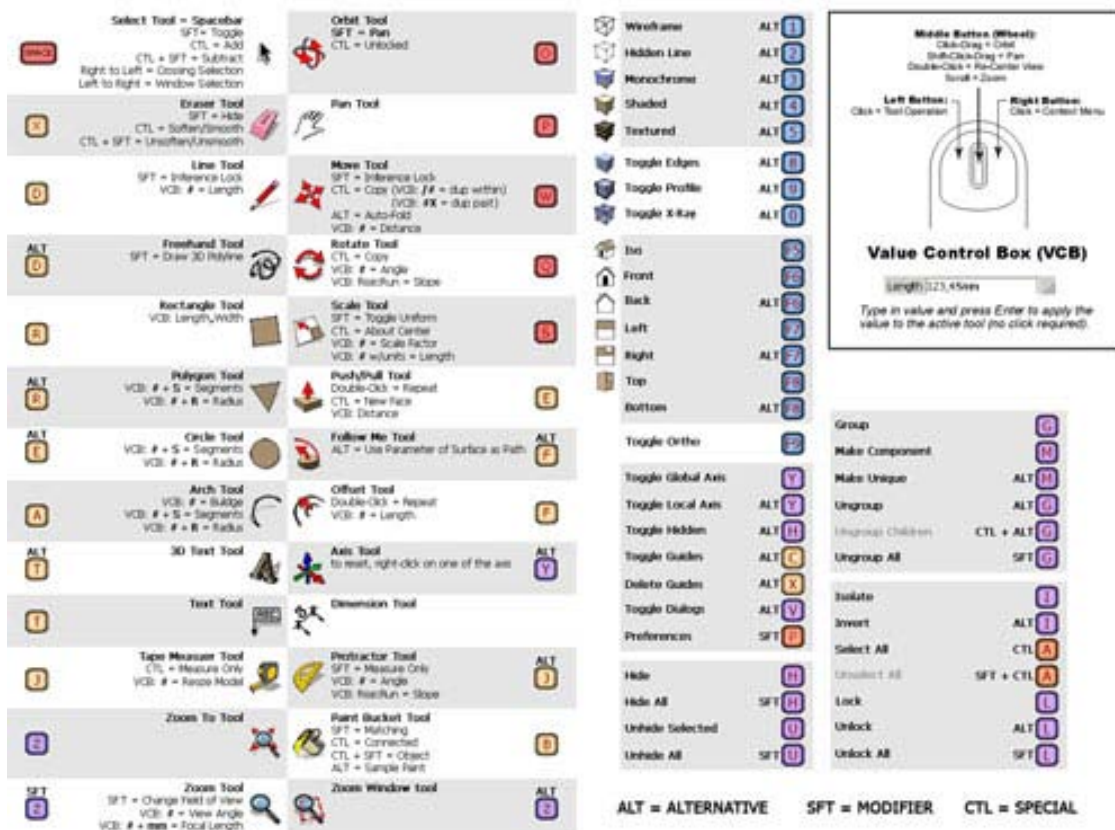 Select Tool = Spacebar
SFT= Toggle
CTL = Add
CTL + SFT = Subtract
Right to Left = Crossing Selection
Left to Right = Window Selection
SPACE
Eraser Tool
SFT = Hide
CTL = Soften/Smooth
CTL + SFT = Unsoften/Unsmooth
X
Line Tool
SFT = Inference Lock
VCB: # = Length
D
Freehand Tool
SFT = Draw 3D Polyline
ALT
D
Rectangle Tool
VCB: Length,Width
R
Polygon Tool
VCB: # + S = Segments
VCB: # + R = Radius
ALT
R
Circle Tool
VCB: # + S = Segments
VCB: # + R = Radius
ALT
E
Arch Tool
VCB: # = Buldge
VCB: # + S = Segments
VCB: # + R = Radius
A
3D Text Tool
ALT
T
Text Tool
ABC
T
Tape Measuer Tool
CTL = Measure Only
VCB: # = Resize Model
J
Zoom To Tool
Z
Zoom Tool
SFT = Change Field of View
VCB: # = View Angle
VCB: # + mm = Focal Length
SFT
Z
Orbit Tool
SFT = Pan
CTL = Unlocked
Pan Tool
P
Move Tool
SFT = Inference Lock
CTL = Copy (VCB: /# = dup within)
(VCB: #X = dup past)
ALT = Auto-Fold
VCB: # = Distance
W
Rotate Tool
CTL = Copy
VCB: # = Angle
VCB: Rise:Run = Slope
Scale Tool
SFT = Toggle Uniform
CTL = About Center
VCB: # = Scale Factor
VCB: # w/units = Length
Push/Pull Tool
Double-Click = Repeat
CTL = New Face
VCB: Distance
E
Follow Me Tool
ALT = Use Parameter of Surface as Path
ALT
F
Offset Tool
Double-Click = Repeat
VCB: # = Length
F
Axis Tool
to reset, right-click on one of the axis
ALT
Y
Dimension Tool
Protractor Tool
SFT = Measure Only
VCB: # = Angle
VCB: Rise:Run = Slope
ALT
J
Paint Bucket Tool
SFT = Matching
CTL = Connected
CTL + SFT = Object
ALT = Sample Paint
B
Zoom Window tool
ALT
Z
Wireframe ALT 1
Hidden Line ALT 2
Monochrome ALT 3
Shaded ALT 4
Textured ALT 5
Toggle Edges ALT 8
Toggle Profile ALT 9
Toggle X-Ray ALT 0
Iso F5
Front F6
Back ALT F6
Left F7
Right ALT F7
Top F8
Bottom ALT F8
Toggle Ortho F9
Toggle Global Axis Y
Toggle Local Axis ALT Y
Toggle Hidden ALT H
Toggle Guides ALT C
Delete Guides ALT X
Toggle Dialogs ALT V
Preferences SFT P
Hide H
Hide All SFT H
Unhide Selected U
Unhide All SFT U
Middle Button (Wheel):
Click-Drag = Orbit
Shift-Click-Drag = Pan
Double-Click = Re-Center View
Scroll = Zoom
Left Button:
Click = Tool Operation
Right Button:
Click = Context Menu
Value Control Box (VCB)
Length 123,45mm
Type in value and press Enter to apply the
value to the active tool (no click required).
Group G
Make Component M
Make Unique ALT M
Ungroup ALT G
Ungroup Children CTL + ALT G
Ungroup All SFT G
Isolate I
Invert ALT I
Select All CTL A
Unselect All SFT + CTL A
Lock L
Unlock ALT L
Unlock All SFT L
ALT = ALTERNATIVE SFT = MODIFIER CTL = SPECIAL